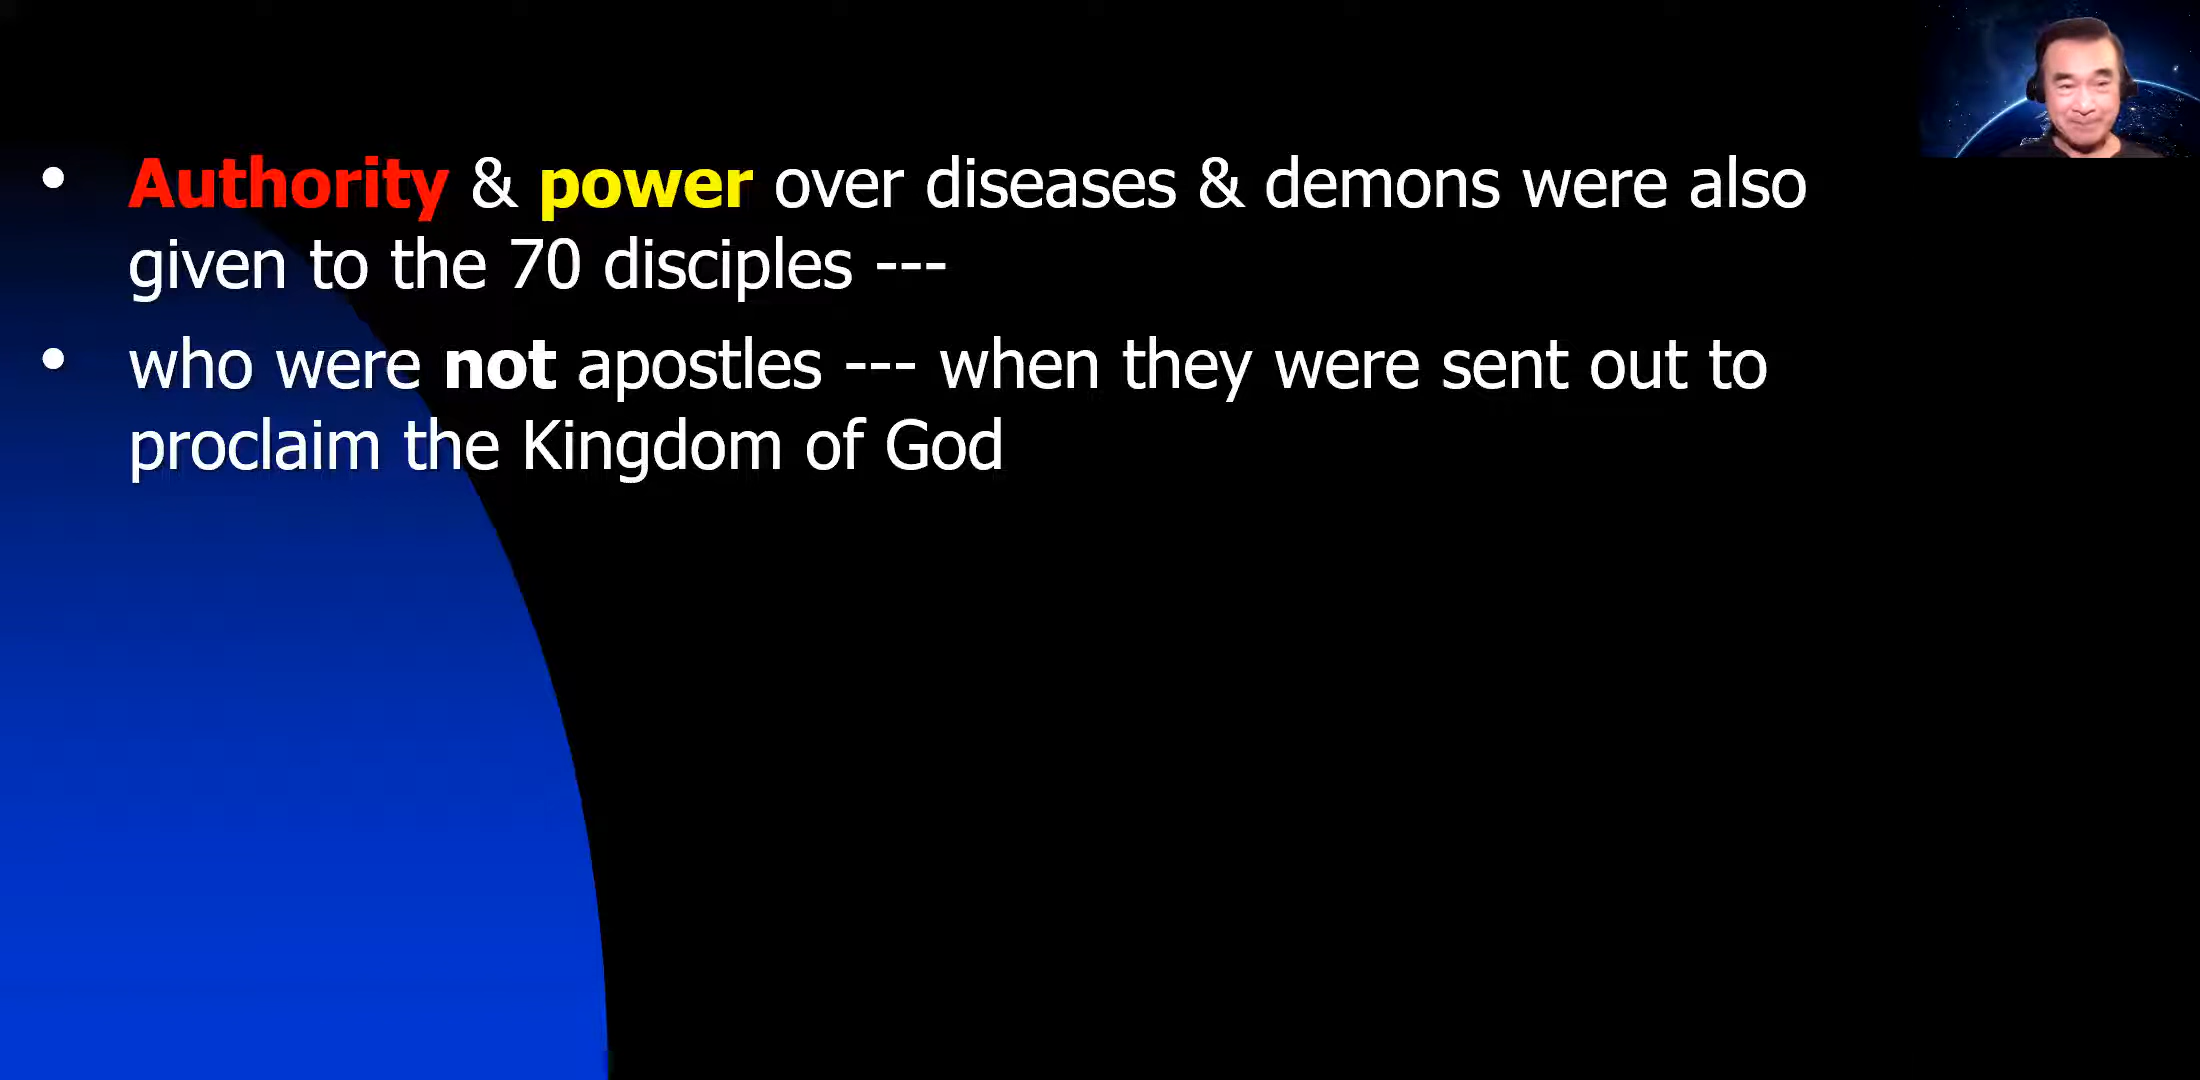 • Authority & power over diseases & demons were also
given to the 70 disciples ---
• who were not apostles --- when they were sent out to
proclaim the Kingdom of God